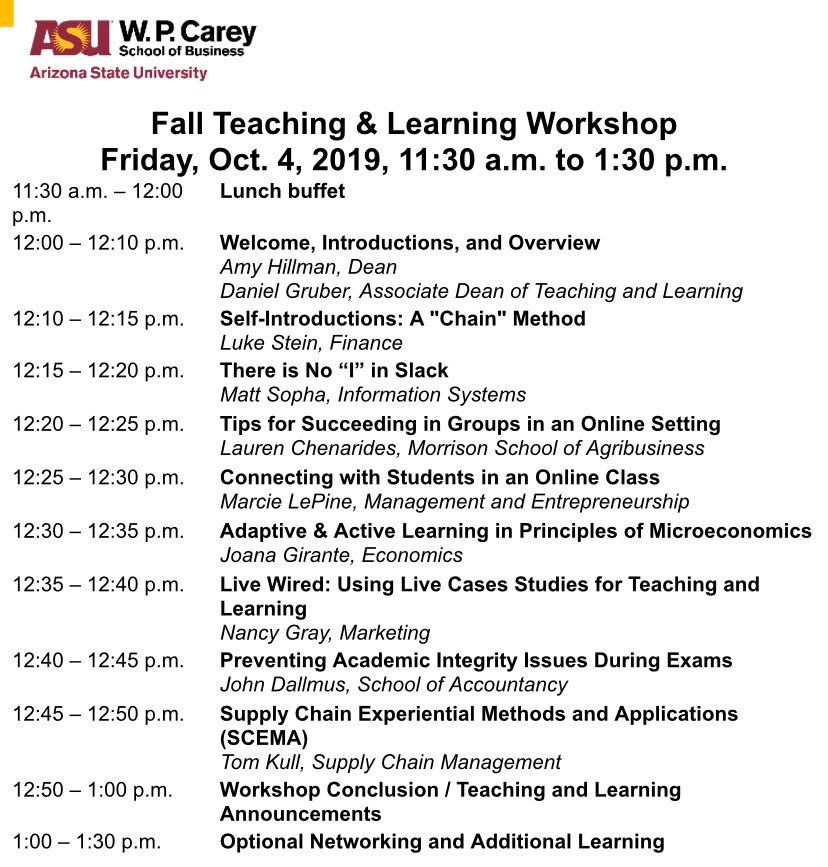 ASU W. P. Carey
School of Business
Arizona State University
Fall Teaching & Learning Workshop
Friday, Oct. 4, 2019, 11:30 a.m. to 1:30 p.m.
11:30 a.m. – 12:00 Lunch buffet
p.m.
12:00 – 12:10 p.m. Welcome, Introductions, and Overview
Amy Hillman, Dean
Daniel Gruber, Associate Dean of Teaching and Learning
12:10 – 12:15 p.m. Self-Introductions: A "Chain" Method
Luke Stein, Finance
12:15 – 12:20 p.m. There is No “I” in Slack
Matt Sopha, Information Systems
12:20 – 12:25 p.m. Tips for Succeeding in Groups in an Online Setting
Lauren Chenarides, Morrison School of Agribusiness
12:25 – 12:30 p.m. Connecting with Students in an Online Class
Marcie LePine, Management and Entrepreneurship
12:30 – 12:35 p.m. Adaptive & Active Learning in Principles of Microeconomics
Joana Girante, Economics
12:35 – 12:40 p.m. Live Wired: Using Live Cases Studies for Teaching and
Learning
Nancy Gray, Marketing
12:40 – 12:45 p.m. Preventing Academic Integrity Issues During Exams
John Dallmus, School of Accountancy
12:45 – 12:50 p.m. Supply Chain Experiential Methods and Applications
(SCEMA)
Tom Kull, Supply Chain Management
12:50 – 1:00 p.m. Workshop Conclusion / Teaching and Learning
Announcements
1:00 – 1:30 p.m. Optional Networking and Additional Learning